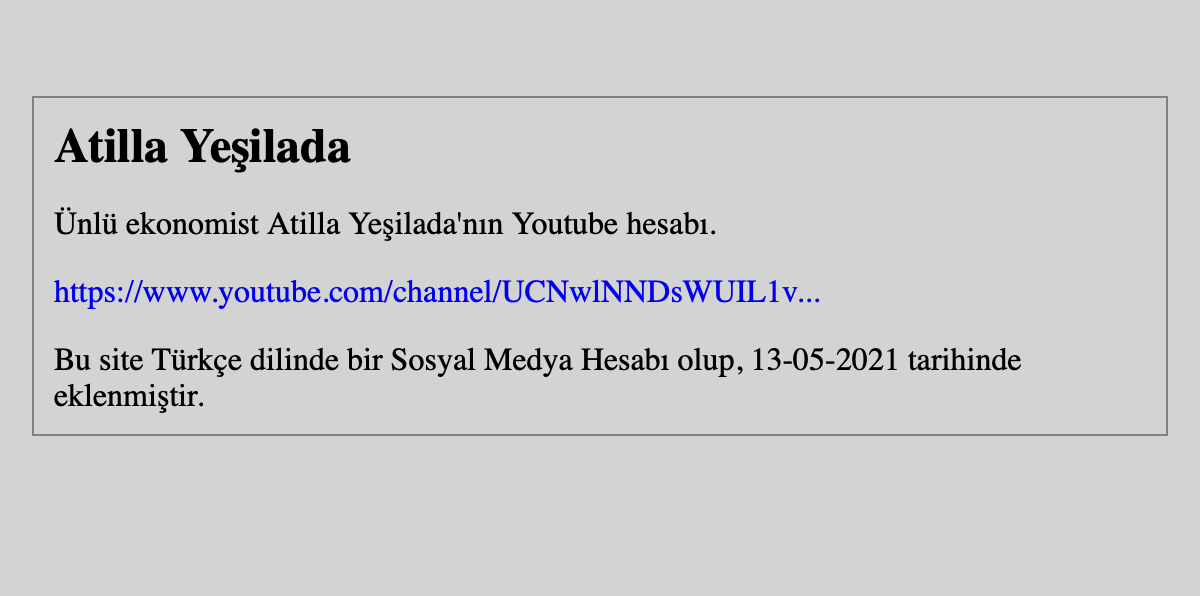 Atilla Yeşilada
Ünlü ekonomist Atilla Yeşilada'nın Youtube hesabı.
https://www.youtube.com/channel/UCNwlNNDsWUIL1v...
Bu site Türkçe dilinde bir Sosyal Medya Hesabı olup, 13-05-2021 tarihinde
eklenmiştir.